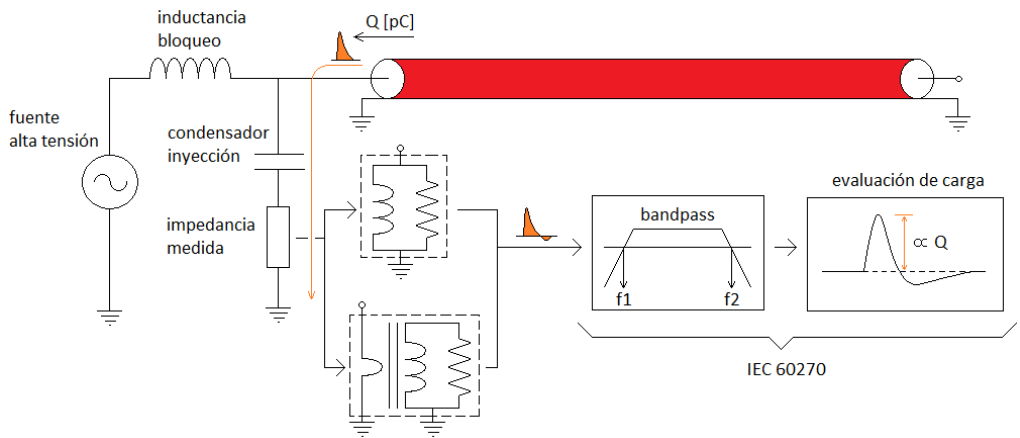 inductancia
bloqueo
Q [pC]
fuente
alta tensión
condensador
inyección
impedancia
medida
evaluación de carga
bandpass
∝ Q
f1
f2
IEC 60270